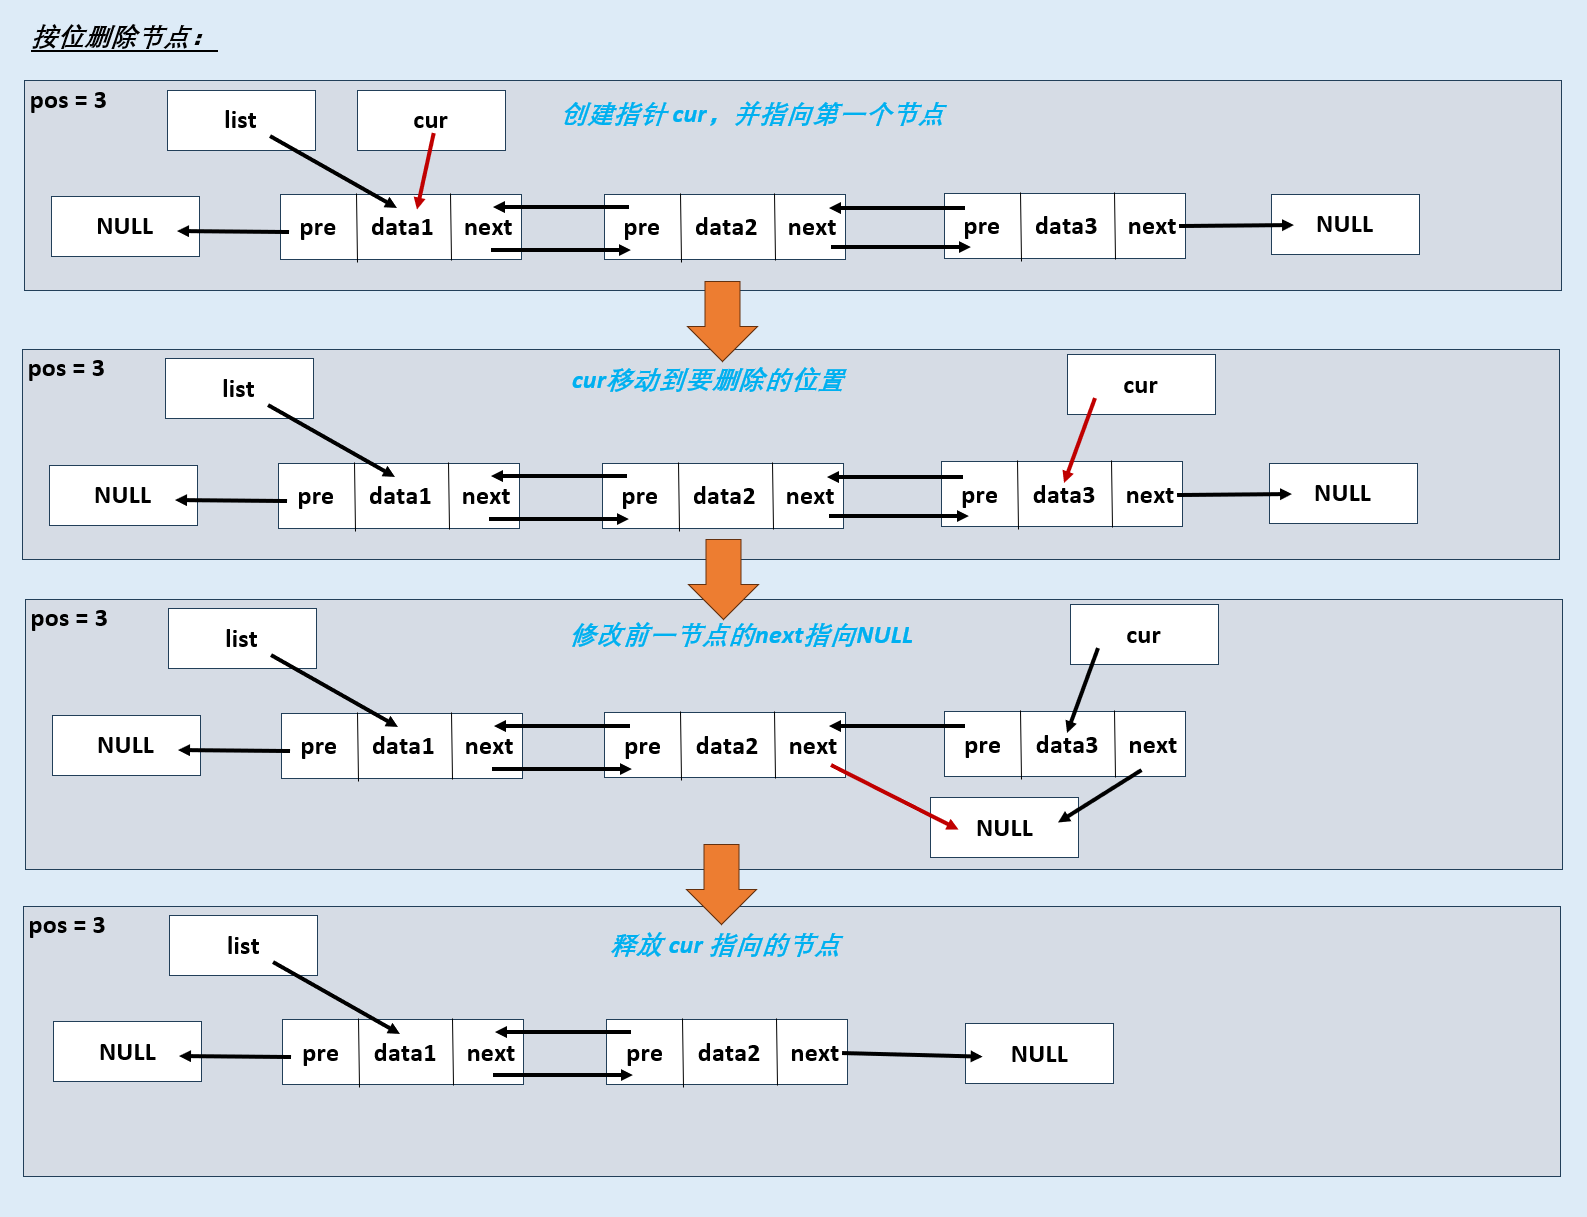 按位删除节点：
pos = 3
list
cur
创建指针 cur，并指向第一个节点
NULL
pre data1 next
pre data2 next
pre data3 next
NULL
pos = 3
list
cur移动到要删除的位置
cur
NULL
pre data1 next
pre data2 next
pre data3 next
NULL
pos = 3
list
修改前一节点的next指向NULL
cur
NULL
pre data1 next
pre data2 next
pre data3 next
NULL
pos = 3
list
释放 cur 指向的节点
NULL
pre data1 next
pre data2 next
NULL